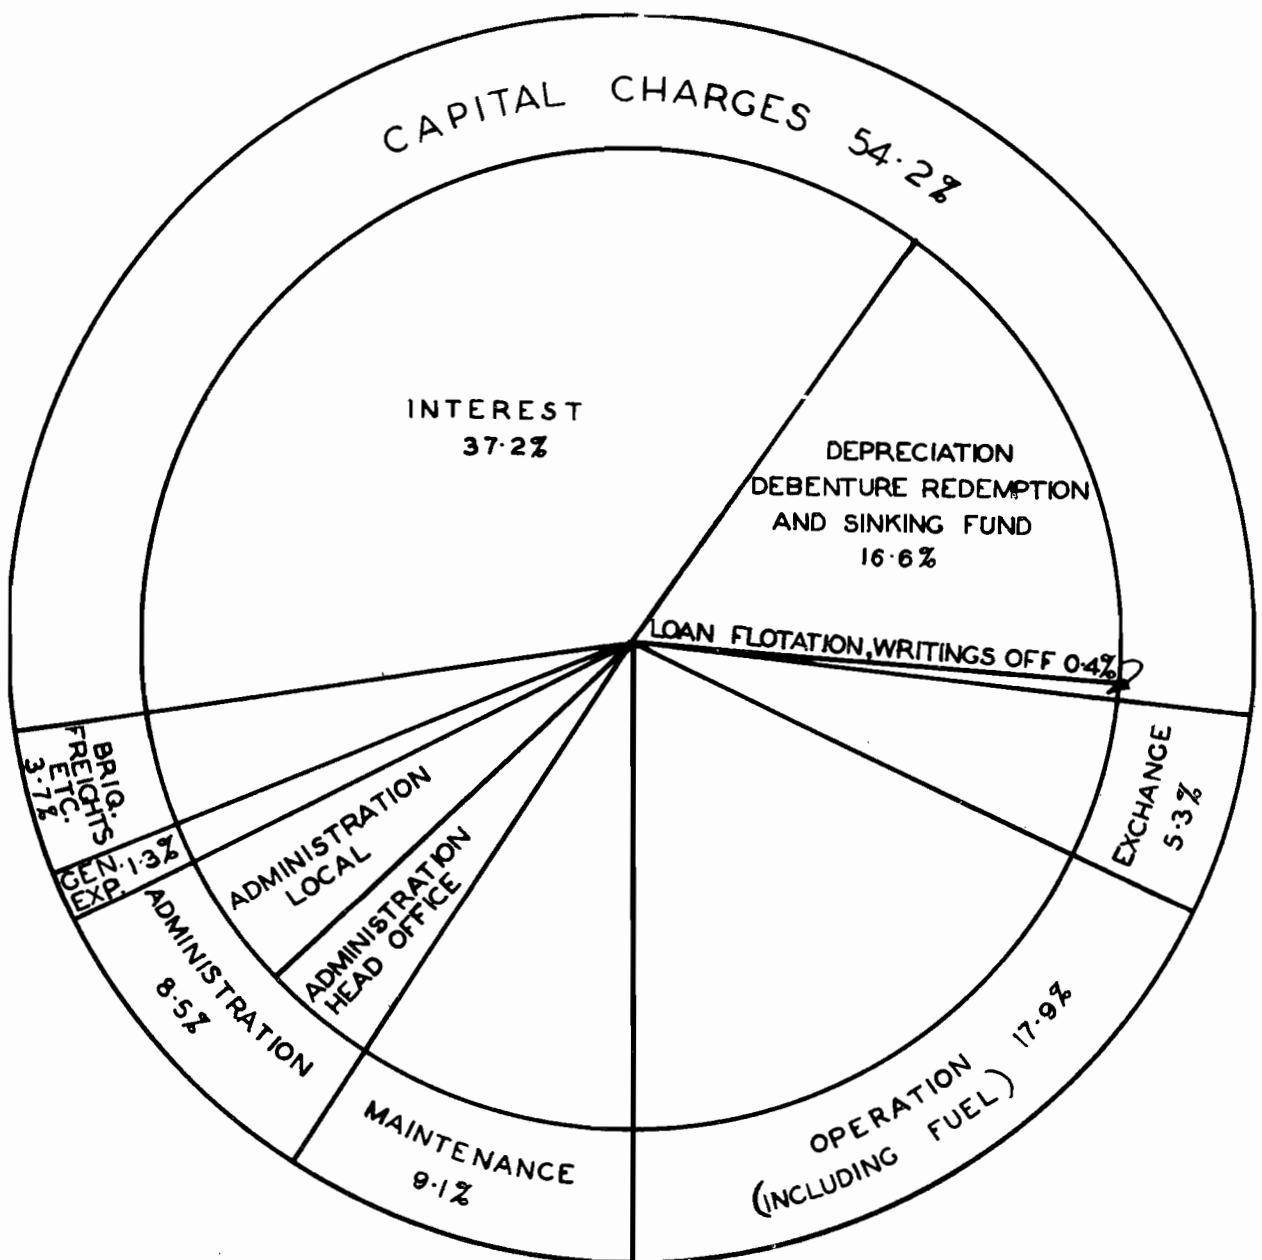 CAPITAL CHARGES 54·2%
INTEREST
37·2%
DEPRECIATION
DEBENTURE REDEMPTION
AND SINKING FUND
16·6%
LOAN FLOTATION, WRITINGS OFF 0·4%
EXCHANGE
5·3%
OPERATION 17·9%
(INCLUDING FUEL)
MAINTENANCE
9·1%
ADMINISTRATION
8·5%
ADMINISTRATION
HEAD OFFICE
ADMINISTRATION
LOCAL
GEN. 1·3%
EXP.
BRIQ.
FREIGHTS
ETC.
3·7%